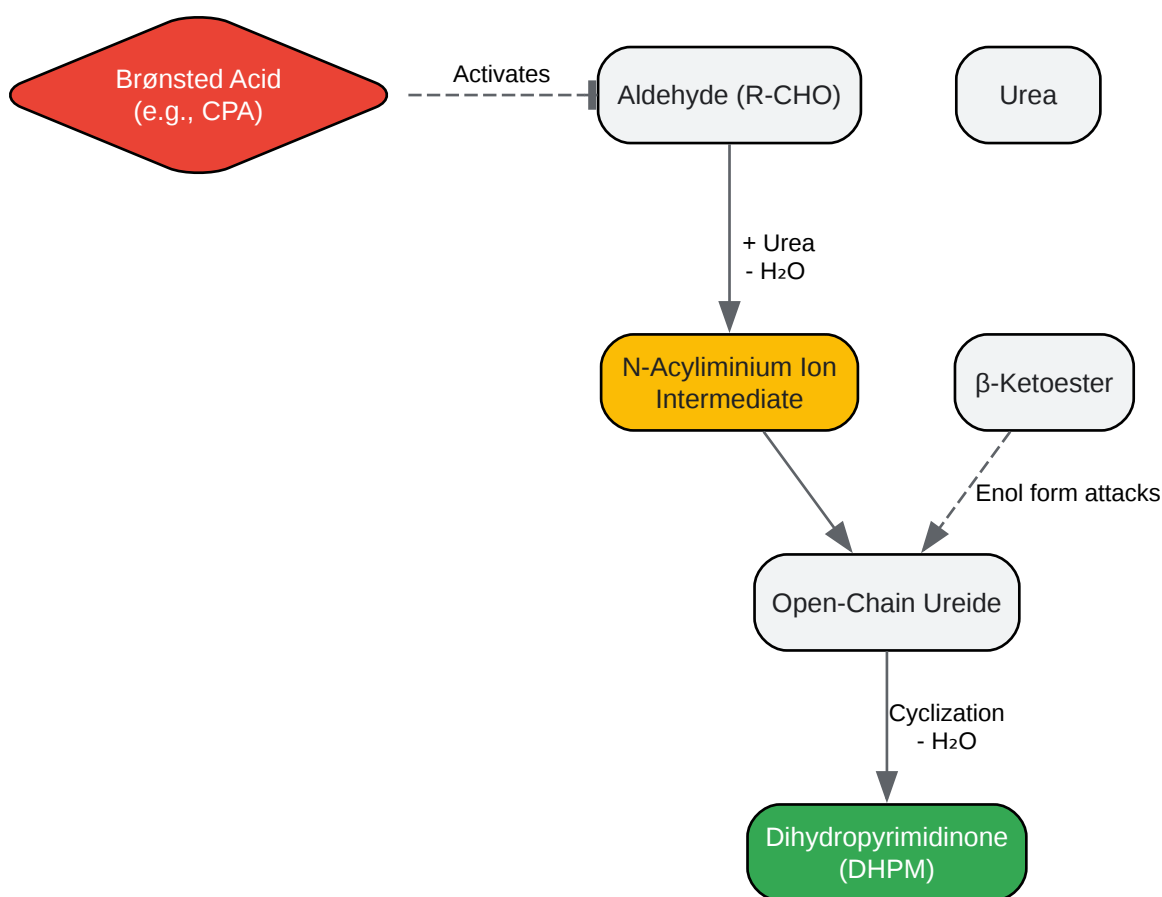 Brønsted Acid
(e.g., CPA)
Activates
Aldehyde (R-CHO)
Urea
+ Urea
- H₂O
N-Acyliminium Ion
Intermediate
β-Ketoester
Enol form attacks
Open-Chain Ureide
Cyclization
- H₂O
Dihydropyrimidinone
(DHPM)